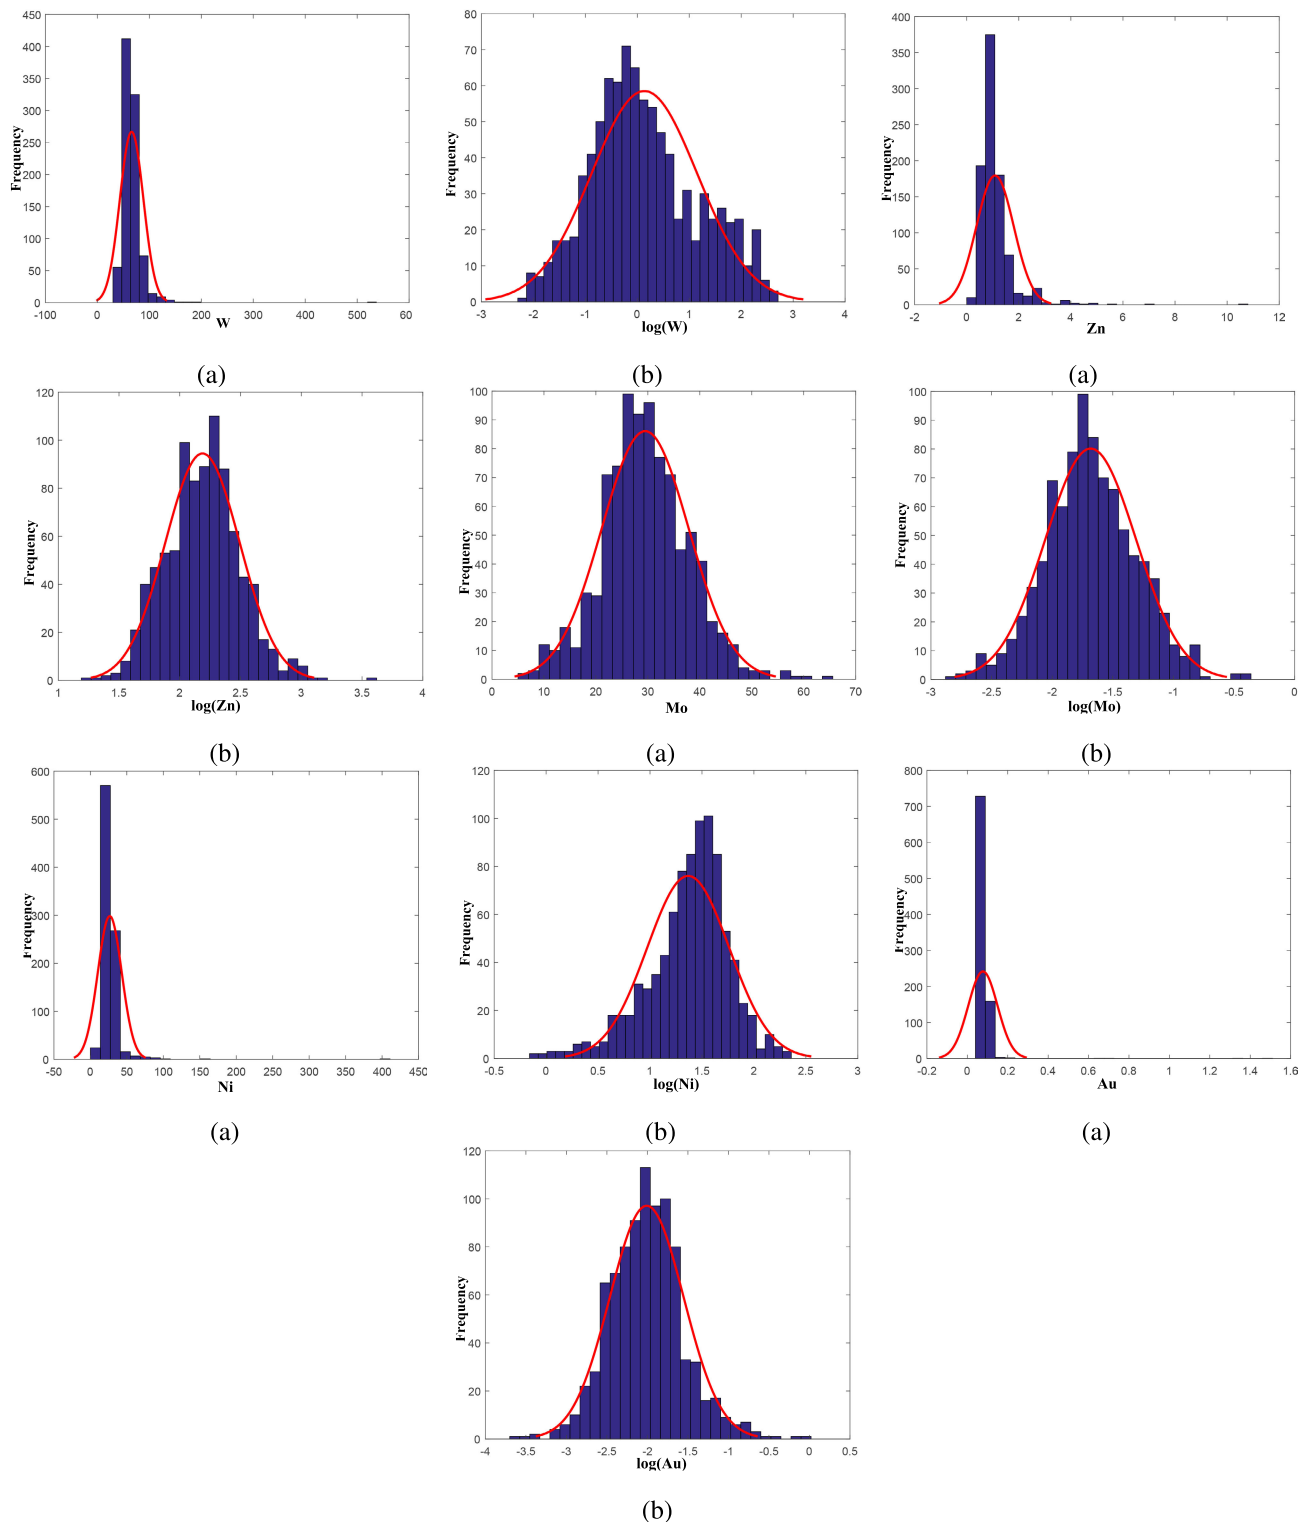 450
400
350
300
250
200
150
100
50
0
Frequency
-100 0 100 200 300 400 500 60
W
(a)
80
70
60
50
40
30
20
10
0
Frequency
-3 -2 -1 0 1 2 3 4
log(W)
(b)
400
350
300
250
200
150
100
50
0
Frequency
-2 0 2 4 6 8 10 12
Zn
(a)
120
100
80
60
40
20
0
Frequency
1 1.5 2 2.5 3 3.5 4
log(Zn)
(b)
100
90
80
70
60
50
40
30
20
10
0
Frequency
0 10 20 30 40 50 60 70
Mo
(a)
100
90
80
70
60
50
40
30
20
10
0
Frequency
-3 -2.5 -2 -1.5 -1 -0.5 0
log(Mo)
(b)
600
500
400
300
200
100
0
Frequency
-50 0 50 100 150 200 250 300 350 400 450
Ni
(a)
120
100
80
60
40
20
0
Frequency
-0.5 0 0.5 1 1.5 2 2.5 3
log(Ni)
(b)
800
700
600
500
400
300
200
100
0
Frequency
-0.2 0 0.2 0.4 0.6 0.8 1 1.2 1.4 1.6
Au
(a)
120
100
80
60
40
20
0
Frequency
-4 -3.5 -3 -2.5 -2 -1.5 -1 -0.5 0 0.5
log(Au)
(b)